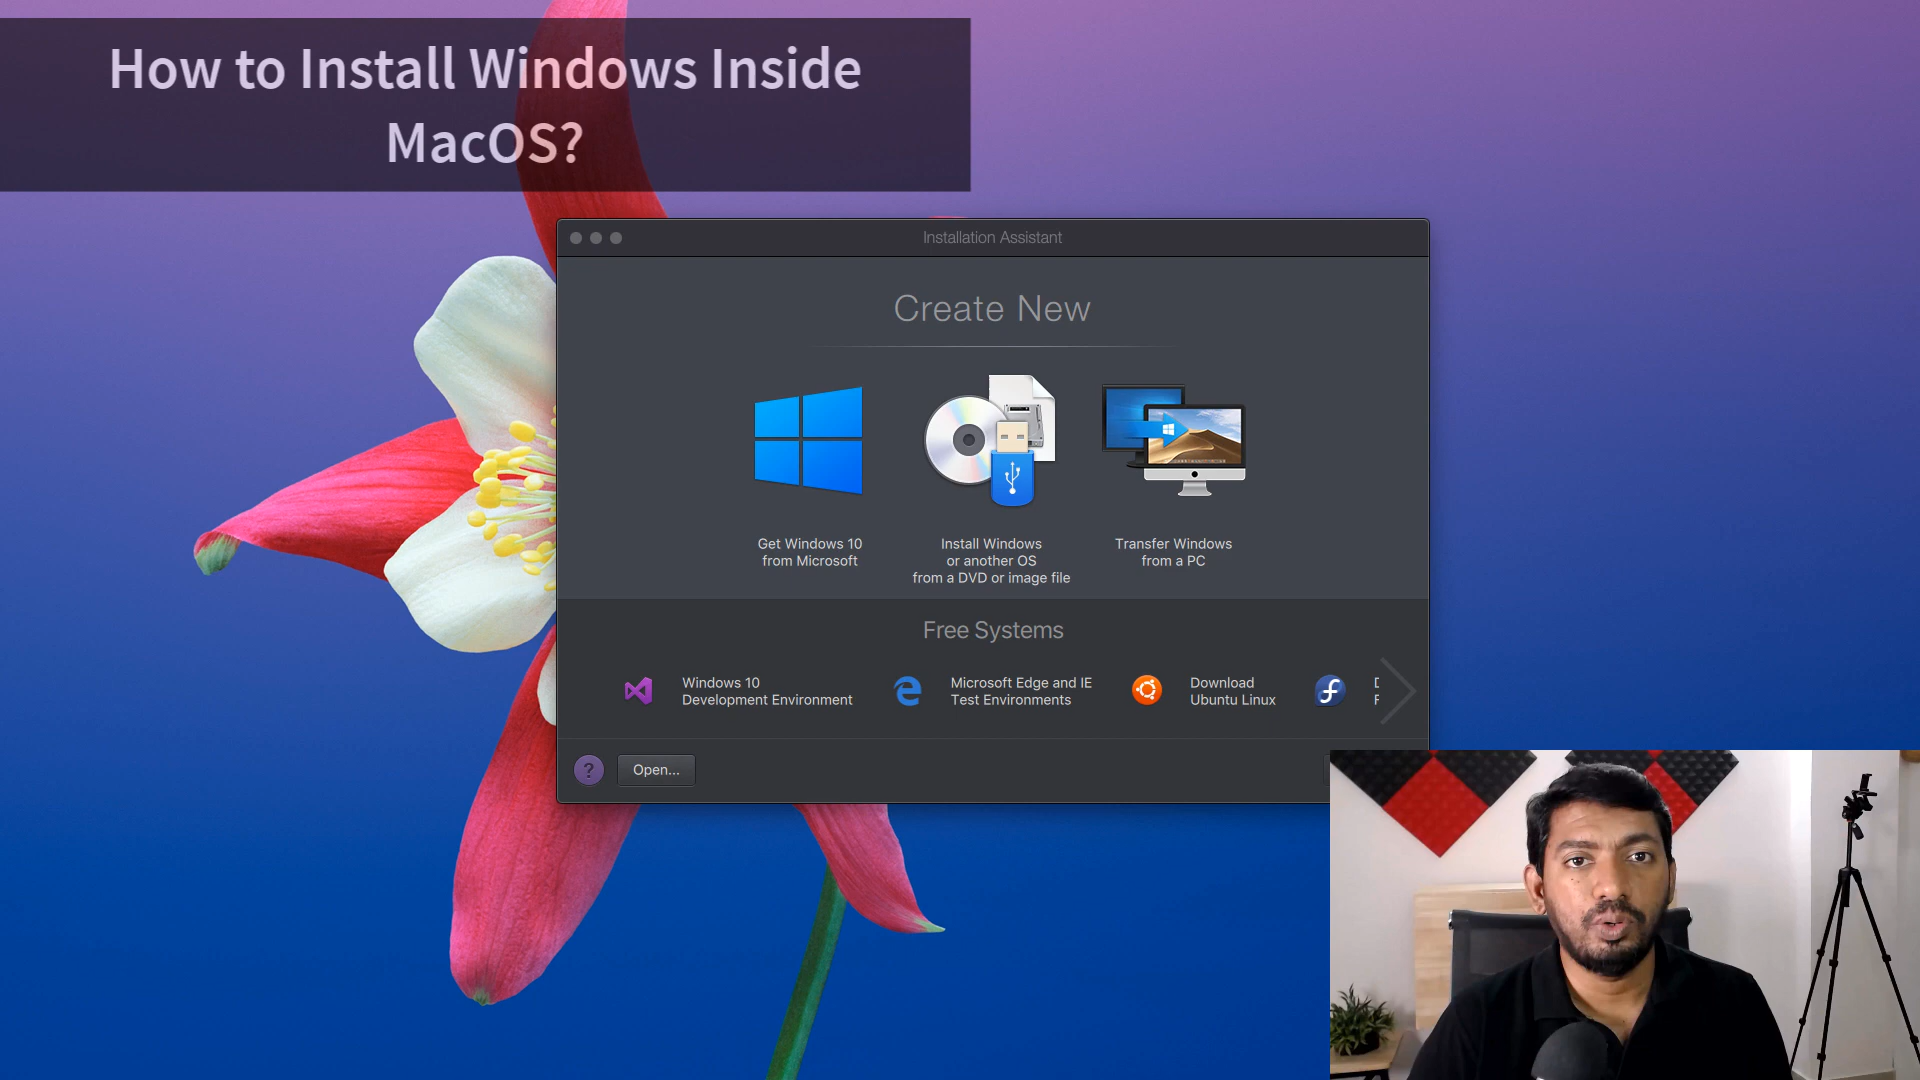 How to Install Windows Inside
MacOS?
Installation Assistant
Create New
Get Windows 10
from Microsoft
Install Windows
or another OS
from a DVD or image file
Transfer Windows
from a PC
Free Systems
Windows 10
Development Environment
Microsoft Edge and IE
Test Environments
Download
Ubuntu Linux
?
Open...